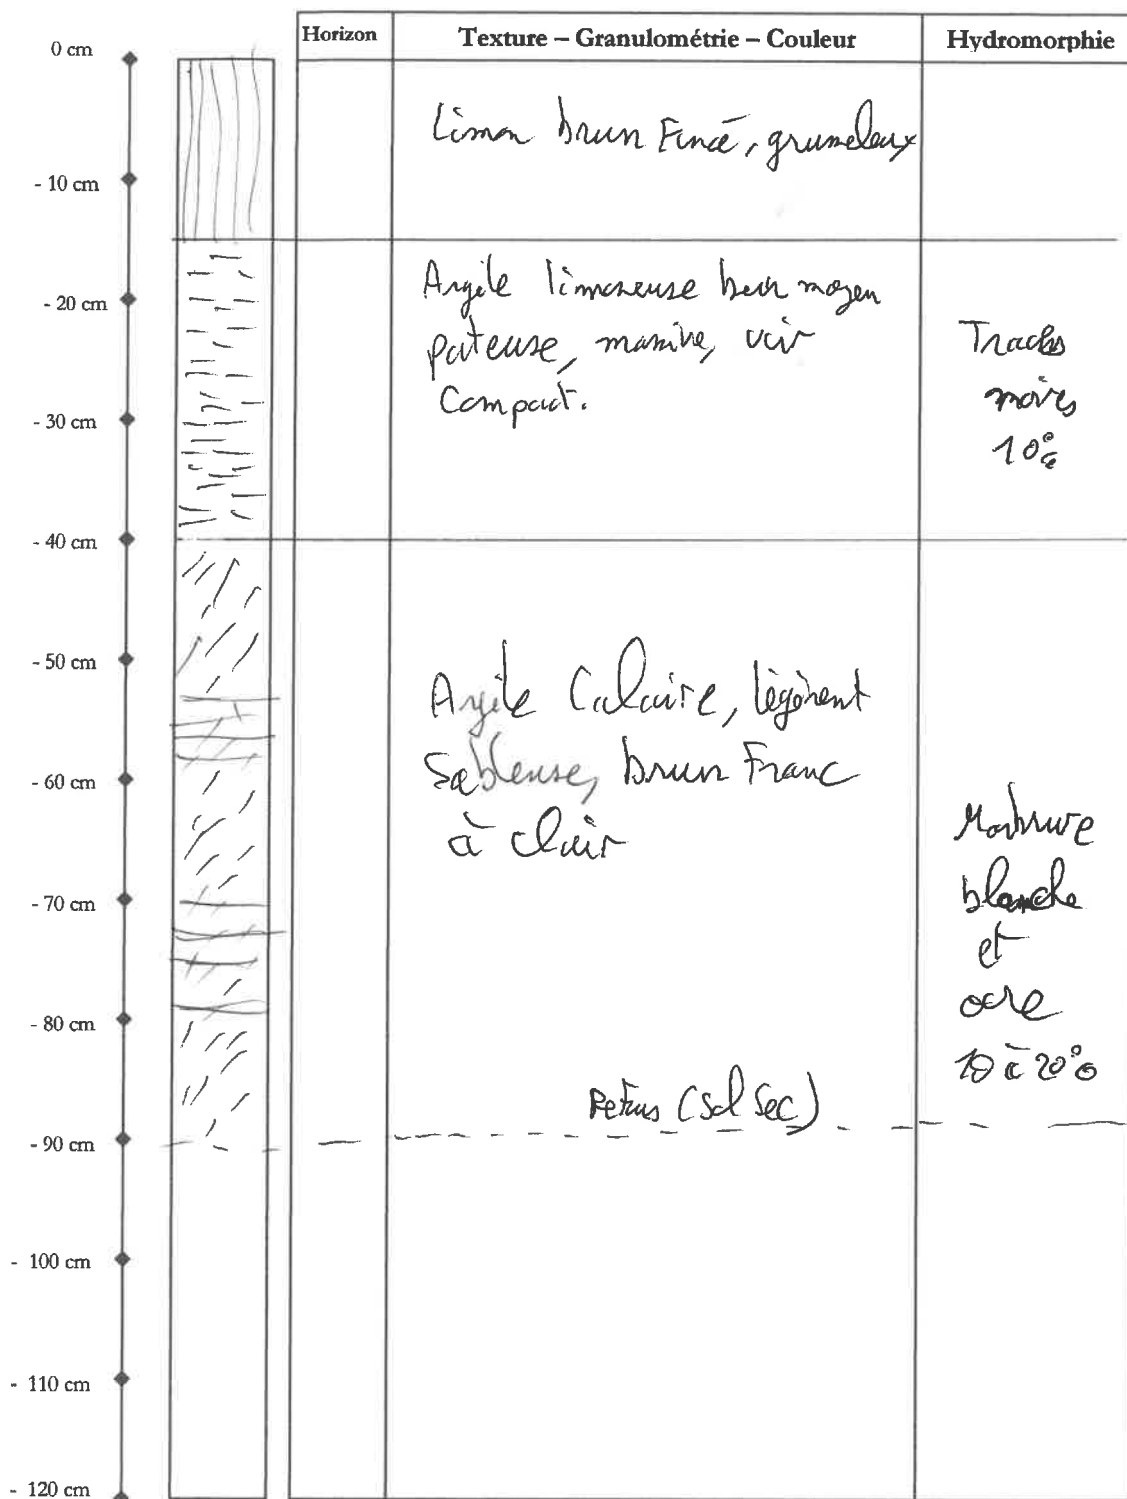 Horizon
Texture – Granulométrie – Couleur
Hydromorphie
0 cm
Limon brun Foncé, grumeleux
- 10 cm
Argile limoneuse brun moyen
- 20 cm
pateuse, massive, voir
Compact.
Traces
noires
10%
- 30 cm
- 40 cm
- 50 cm
Argile Calcaire, légèrent
Sableuse, brun Franc
à clair
- 60 cm
Marbrure
blanche
et
ocre
10 à 20%
- 70 cm
- 80 cm
Refus (sol sec)
- 90 cm
- 100 cm
- 110 cm
- 120 cm